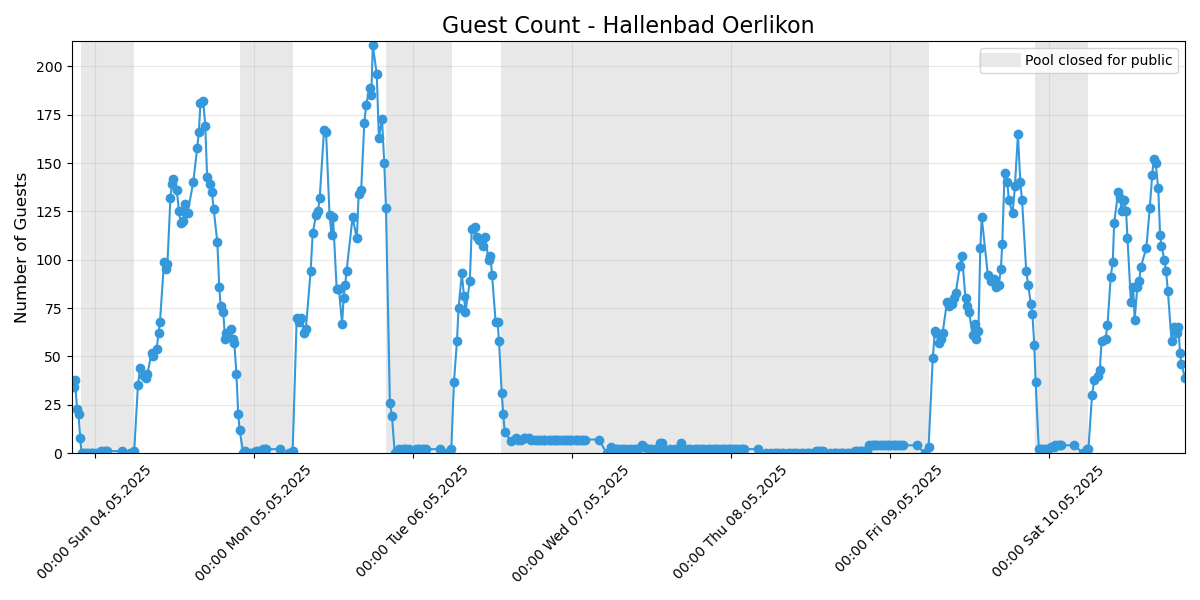 Guest Count - Hallenbad Oerlikon
Pool closed for public
Number of Guests
200
175
150
125
100
75
50
25
0
00:00 Sun 04.05.2025
00:00 Mon 05.05.2025
00:00 Tue 06.05.2025
00:00 Wed 07.05.2025
00:00 Thu 08.05.2025
00:00 Fri 09.05.2025
00:00 Sat 10.05.2025